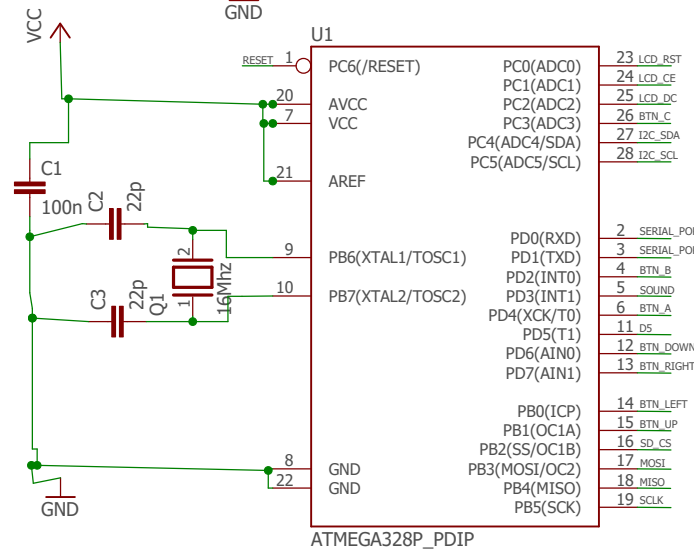 GND
VCC
U1
RESET 1 PC6(/RESET)
20 AVCC
7 VCC
21 AREF
C1
100n
C2
22p
9 PB6(XTAL1/TOSC1)
10 PB7(XTAL2/TOSC2)
C3
22p
Q1
2
1
16Mhz
8 GND
22 GND
GND
PC0(ADC0) 23 LCD_RST
PC1(ADC1) 24 LCD_CE
PC2(ADC2) 25 LCD_DC
PC3(ADC3) 26 BTN_C
PC4(ADC4/SDA) 27 I2C_SDA
PC5(ADC5/SCL) 28 I2C_SCL
PD0(RXD) 2 SERIAL_PO
PD1(TXD) 3 SERIAL_PO
PD2(INT0) 4 BTN_B
PD3(INT1) 5 SOUND
PD4(XCK/T0) 6 BTN_A
PD5(T1) 11 D5
PD6(AIN0) 12 BTN_DOWN
PD7(AIN1) 13 BTN_RIGHT
PB0(ICP) 14 BTN_LEFT
PB1(OC1A) 15 BTN_UP
PB2(SS/OC1B) 16 SD_CS
PB3(MOSI/OC2) 17 MOSI
PB4(MISO) 18 MISO
PB5(SCK) 19 SCLK
ATMEGA328P_PDIP